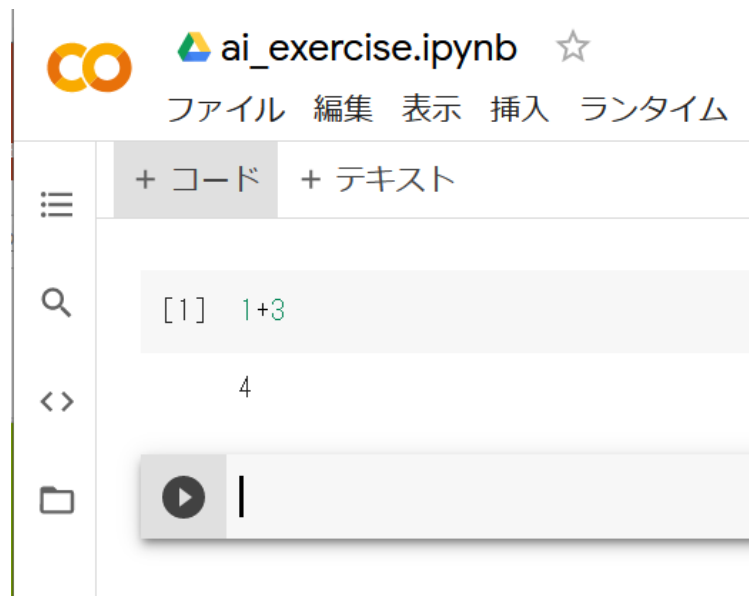 ai_exercise.ipynb
ファイル 編集 表示 挿入 ランタイム
+ コード + テキスト
[1] 1+3
4